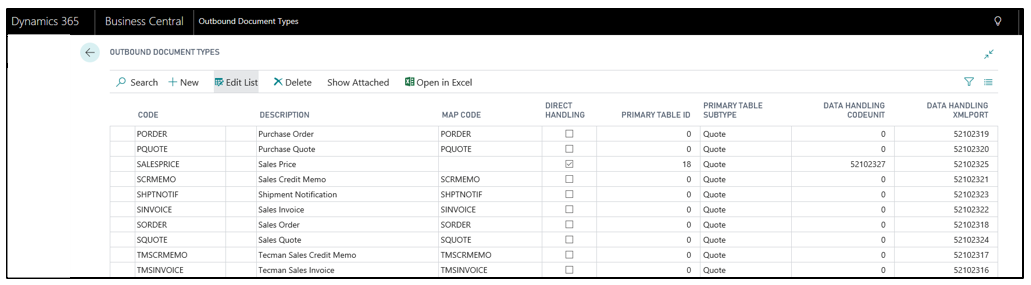 Dynamics 365 Business Central Outbound Document Types
OUTBOUND DOCUMENT TYPES
Search New Edit List Delete Show Attached Open in Excel
CODE DESCRIPTION MAP CODE DIRECT HANDLING PRIMARY TABLE ID PRIMARY TABLE SUBTYPE DATA HANDLING CODEUNIT DATA HANDLING XMLPORT
PORDER Purchase Order PORDER 0 Quote 0 52102319
PQUOTE Purchase Quote PQUOTE 0 Quote 0 52102320
SALESPRICE Sales Price 18 Quote 52102327 52102325
SCRMEMO Sales Credit Memo SCRMEMO 0 Quote 0 52102321
SHPTNOTIF Shipment Notification SHPTNOTIF 0 Quote 0 52102323
SINVOICE Sales Invoice SINVOICE 0 Quote 0 52102322
SORDER Sales Order SORDER 0 Quote 0 52102318
SQUOTE Sales Quote SQUOTE 0 Quote 0 52102324
TMSCRMEMO Tecman Sales Credit Memo TMSCRMEMO 0 Quote 0 52102317
TMSINVOICE Tecman Sales Invoice TMSINVOICE 0 Quote 0 52102316